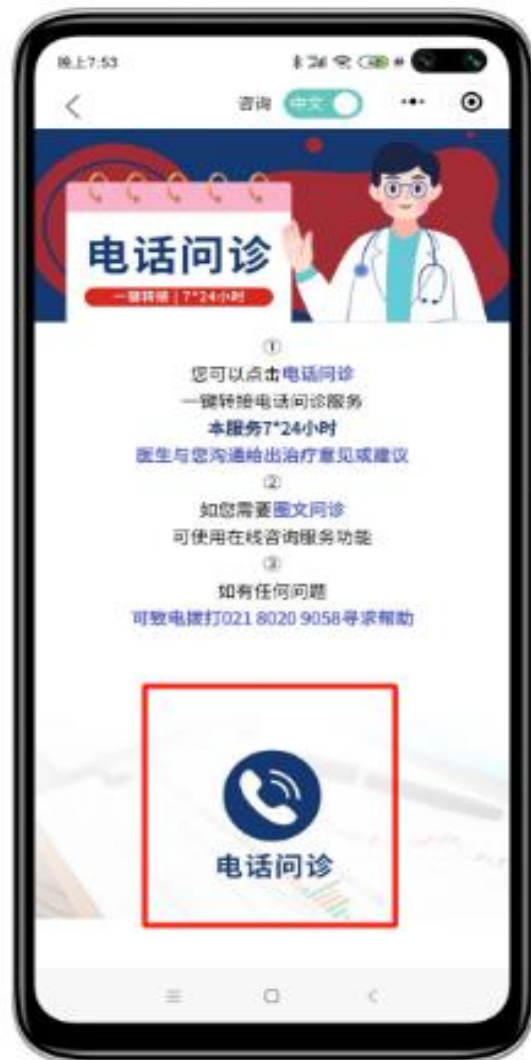 晚上7:53
咨询 中文
电话问诊
一键转接 | 7*24小时
①
您可以点击电话问诊
一键转接电话问诊服务
本服务7*24小时
医生与您沟通给出治疗意见或建议
②
如您需要图文问诊
可使用在线咨询服务功能
③
如有任何问题
可致电拨打021 8020 9058寻求帮助
电话问诊